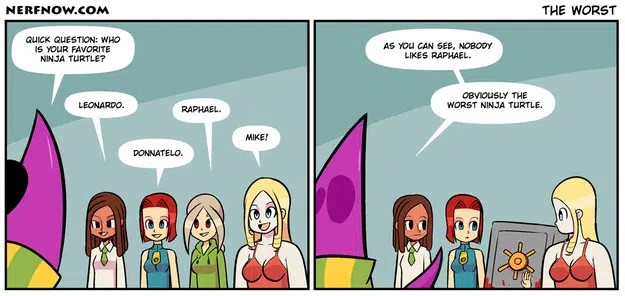 NERFNOW.COM
THE WORST
QUICK QUESTION: WHO
IS YOUR FAVORITE
NINJA TURTLE?
LEONARDO.
DONNATELO.
RAPHAEL.
MIKE!
AS YOU CAN SEE, NOBODY
LIKES RAPHAEL.
OBVIOUSLY THE
WORST NINJA TURTLE.